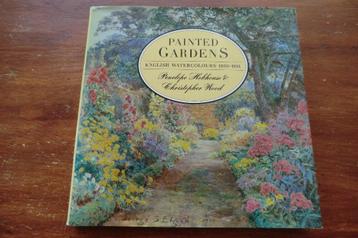 PAINTED
GARDENS
ENGLISH WATERCOLOURS 1850-1914
Penelope Hobhouse &
Christopher Wood